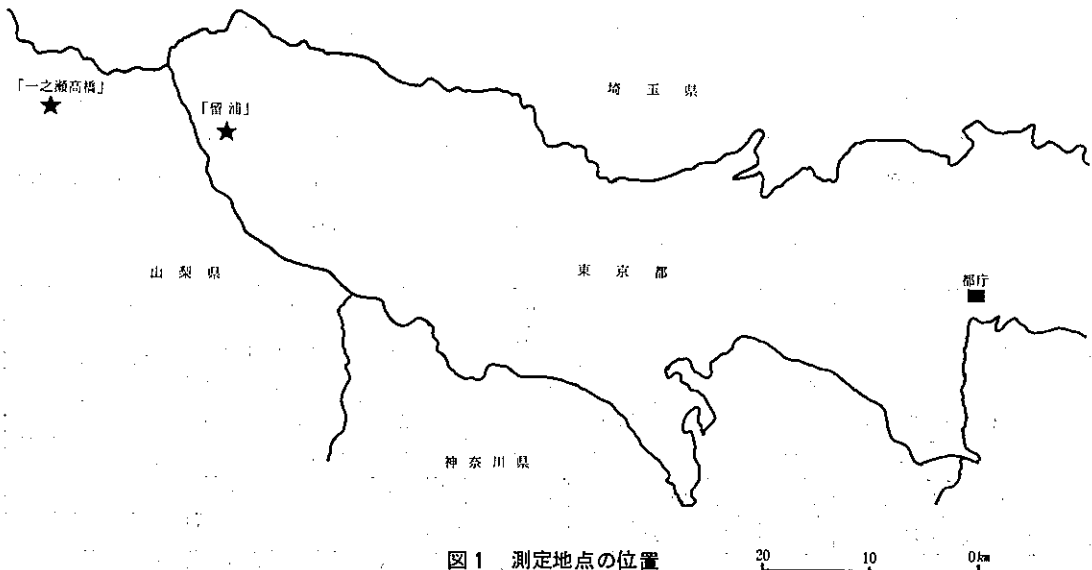 埼玉県
「一之瀬高橋」
「留浦」
山梨県
東京都
都庁
神奈川県
図1 測定地点の位置
20 10 0km